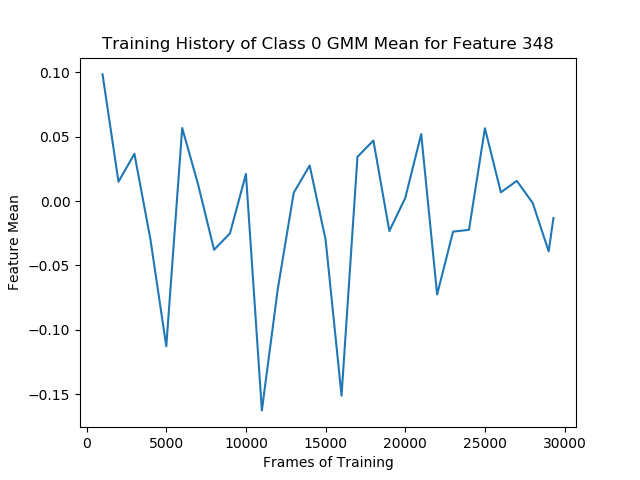 Training History of Class 0 GMM Mean for Feature 348
0.10
0.05
0.00
−0.05
−0.10
−0.15
Feature Mean
0 5000 10000 15000 20000 25000 30000
Frames of Training